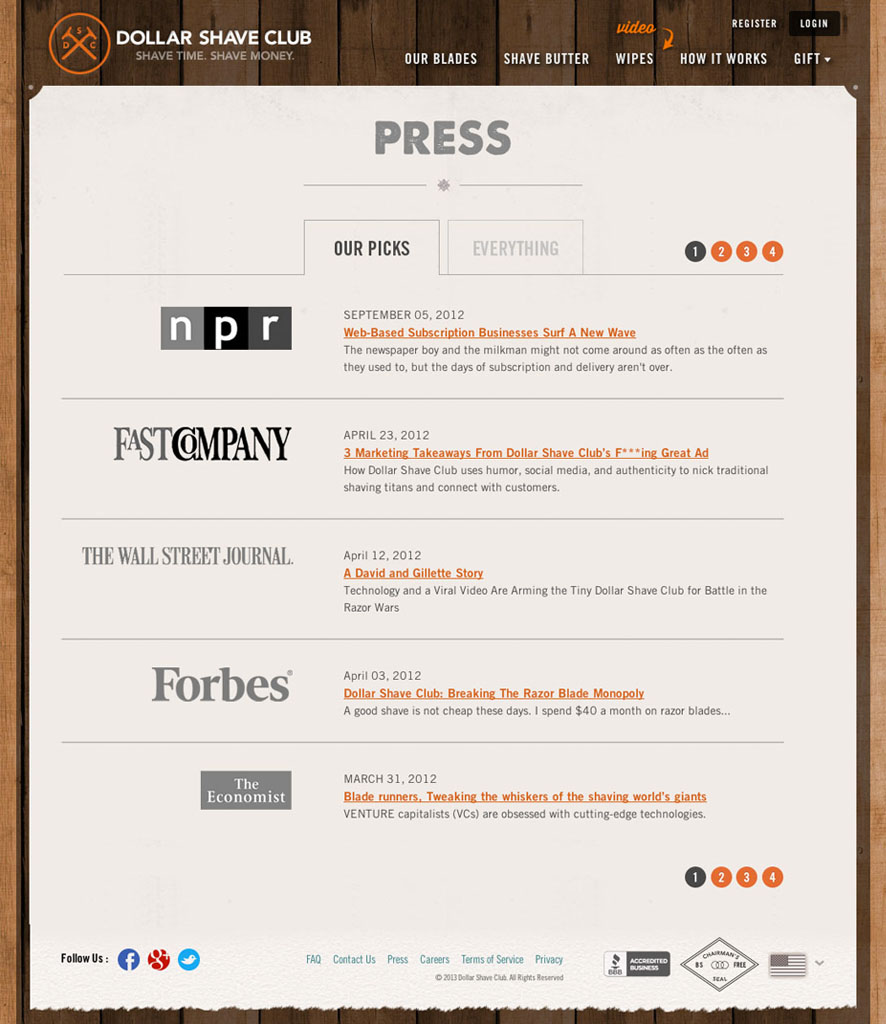 DSC
DOLLAR SHAVE CLUB
SHAVE TIME. SHAVE MONEY.
REGISTER LOGIN
video
OUR BLADES SHAVE BUTTER WIPES HOW IT WORKS GIFT
PRESS
OUR PICKS EVERYTHING 1 2 3 4
npr
SEPTEMBER 05, 2012
Web-Based Subscription Businesses Surf A New Wave
The newspaper boy and the milkman might not come around as often as the often as
they used to, but the days of subscription and delivery aren't over.
FAST COMPANY
APRIL 23, 2012
3 Marketing Takeaways From Dollar Shave Club's F***ing Great Ad
How Dollar Shave Club uses humor, social media, and authenticity to nick traditional
shaving titans and connect with customers.
THE WALL STREET JOURNAL.
April 12, 2012
A David and Gillette Story
Technology and a Viral Video Are Arming the Tiny Dollar Shave Club for Battle in the
Razor Wars
Forbes®
April 03, 2012
Dollar Shave Club: Breaking The Razor Blade Monopoly
A good shave is not cheap these days. I spend $40 a month on razor blades...
The
Economist
MARCH 31, 2012
Blade runners, Tweaking the whiskers of the shaving world's giants
VENTURE capitalists (VCs) are obsessed with cutting-edge technologies.
1 2 3 4
Follow Us : f g+
FAQ Contact Us Press Careers Terms of Service Privacy
© 2013 Dollar Shave Club. All Rights Reserved
BBB ACCREDITED
BUSINESS
CHAIRMAN'S
BS FREE
SEAL